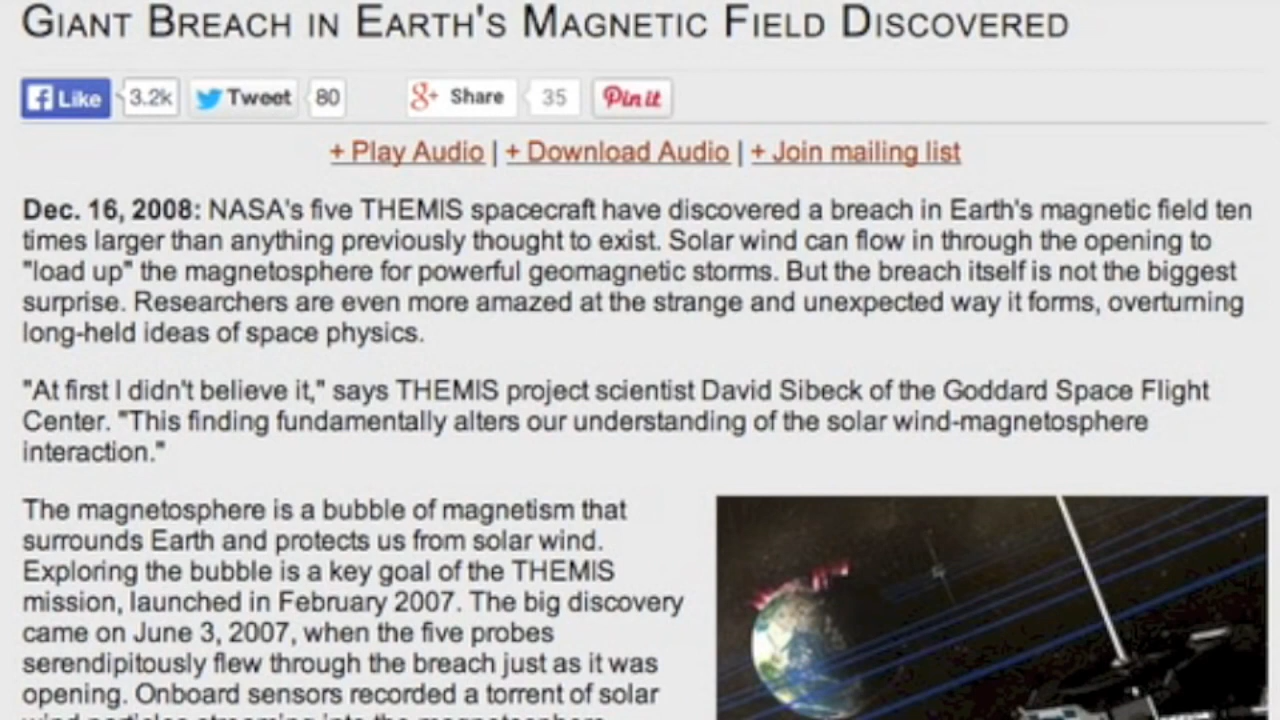 GIANT BREACH IN EARTH'S MAGNETIC FIELD DISCOVERED
f Like 3.2k Tweet 80 g+ Share 35 Pin it
+ Play Audio | + Download Audio | + Join mailing list
Dec. 16, 2008: NASA's five THEMIS spacecraft have discovered a breach in Earth's magnetic field ten
times larger than anything previously thought to exist. Solar wind can flow in through the opening to
"load up" the magnetosphere for powerful geomagnetic storms. But the breach itself is not the biggest
surprise. Researchers are even more amazed at the strange and unexpected way it forms, overturning
long-held ideas of space physics.
"At first I didn't believe it," says THEMIS project scientist David Sibeck of the Goddard Space Flight
Center. "This finding fundamentally alters our understanding of the solar wind-magnetosphere
interaction."
The magnetosphere is a bubble of magnetism that
surrounds Earth and protects us from solar wind.
Exploring the bubble is a key goal of the THEMIS
mission, launched in February 2007. The big discovery
came on June 3, 2007, when the five probes
serendipitously flew through the breach just as it was
opening. Onboard sensors recorded a torrent of solar
wind particles streaming into the magnetosphere,